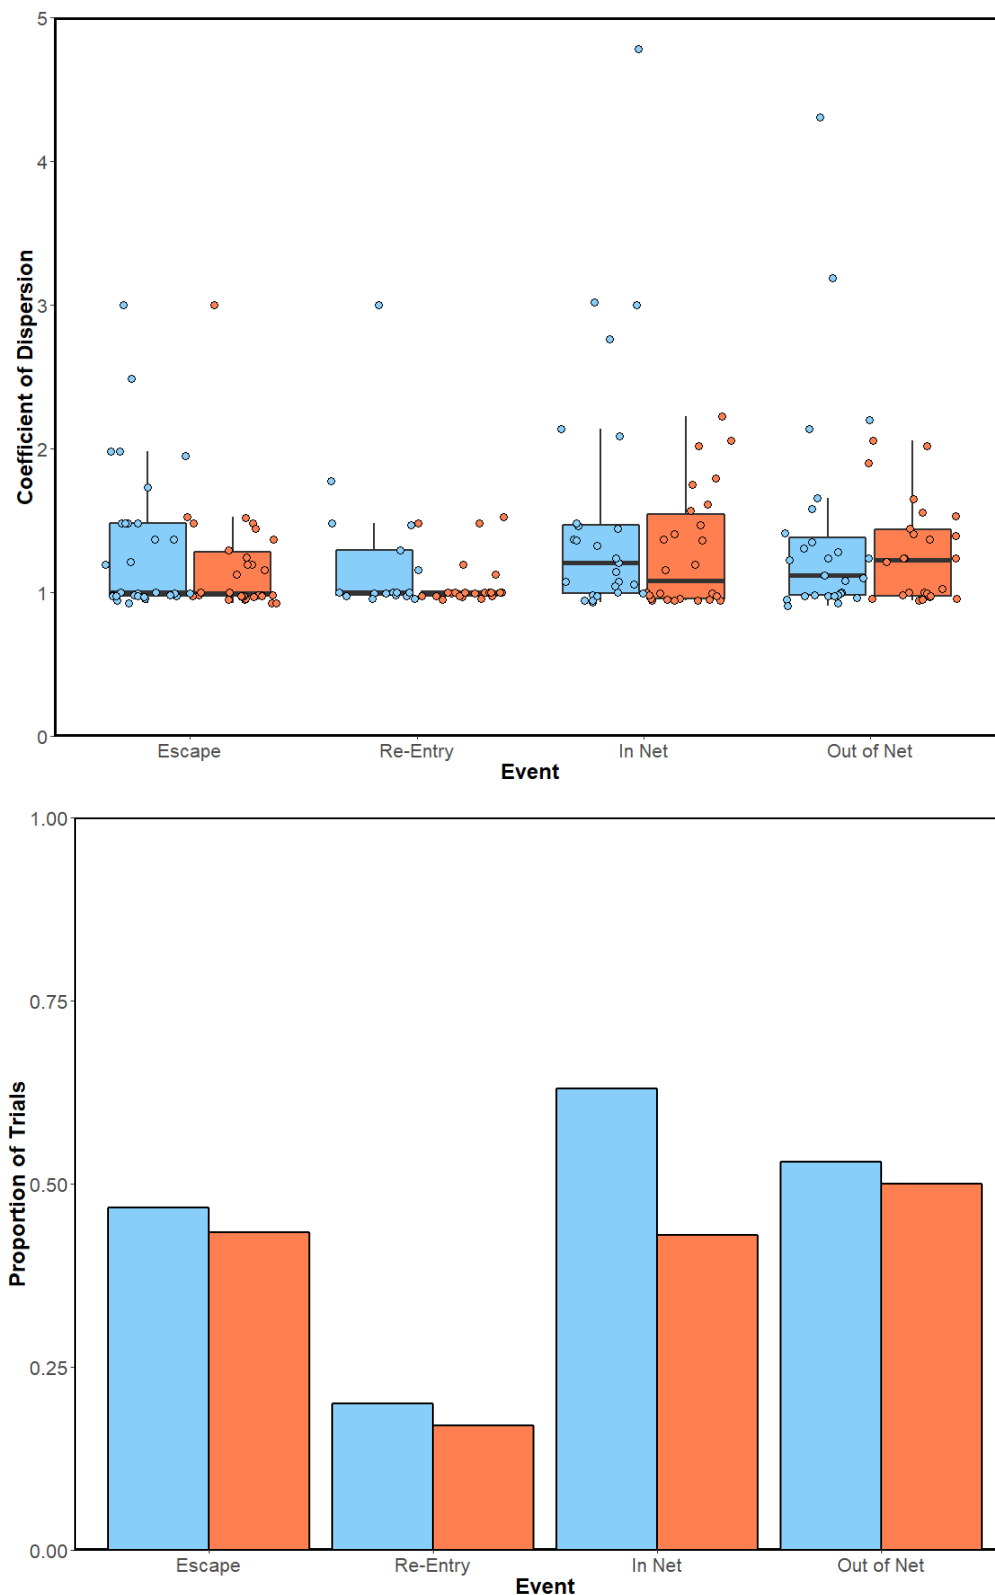 5
4
3
2
1
0
Coefficient of Dispersion
Escape
Re-Entry
In Net
Out of Net
Event
1.00
0.75
0.50
0.25
0.00
Proportion of Trials
Escape
Re-Entry
In Net
Out of Net
Event